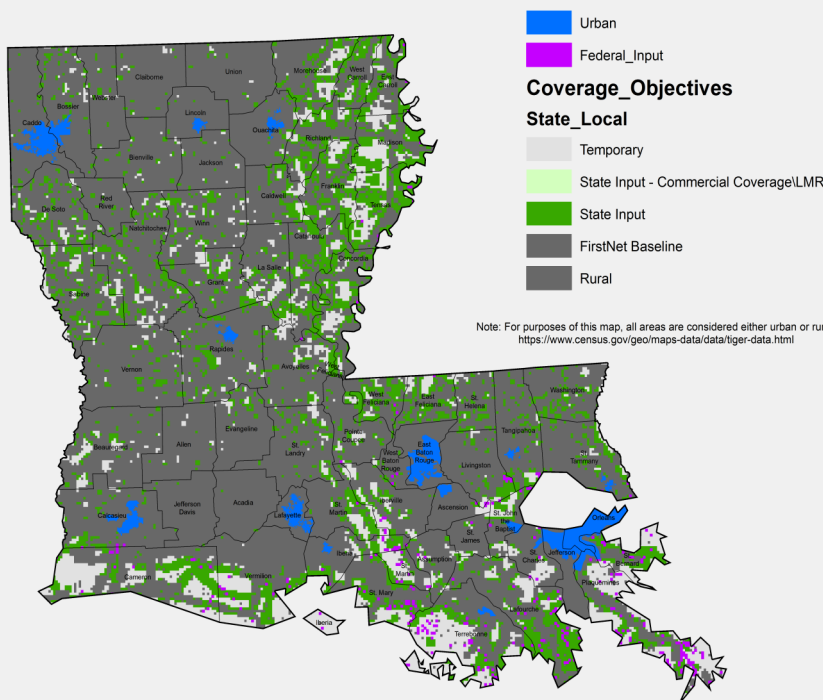 Urban
Federal_Input
Coverage_Objectives
State_Local
Temporary
State Input - Commercial Coverage\LMR
State Input
FirstNet Baseline
Rural
Note: For purposes of this map, all areas are considered either urban or rur
https://www.census.gov/geo/maps-data/data/tiger-data.html
Claiborne
Union
Morehouse
West
Carroll
East
Carroll
Webster
Bossier
Caddo
Lincoln
Ouachita
Richland
Madison
Bienville
Jackson
Franklin
Caldwell
Tensas
De Soto
Red
River
Natchitoches
Winn
Catahoula
Concordia
La Salle
Grant
Sabine
Rapides
Vernon
Avoyelles
West
Feliciana
East
Feliciana
St.
Helena
Washington
Tangipahoa
Pointe
Coupee
Evangeline
St.
Landry
Allen
Beauregard
East
Baton
Rouge
West
Baton
Rouge
Livingston
St.
Tammany
Iberville
Ascension
St. John
the
Baptist
Orleans
Calcasieu
Jefferson
Davis
Acadia
Lafayette
St.
Martin
Iberia
St.
James
Assumption
St.
Charles
Jefferson
St.
Bernard
Plaquemines
Cameron
Vermilion
St.
Martin
St. Mary
Lafourche
Terrebonne
Iberia